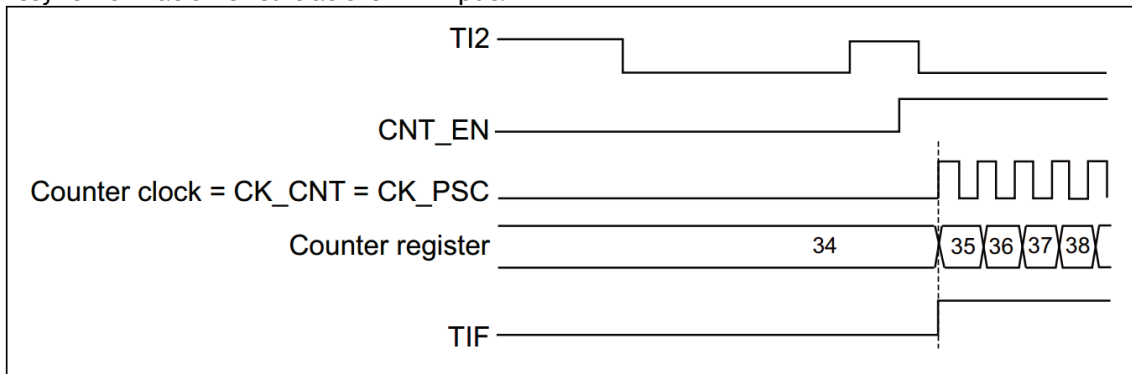 TI2
CNT_EN
Counter clock = CK_CNT = CK_PSC
Counter register 34 35 36 37 38
TIF